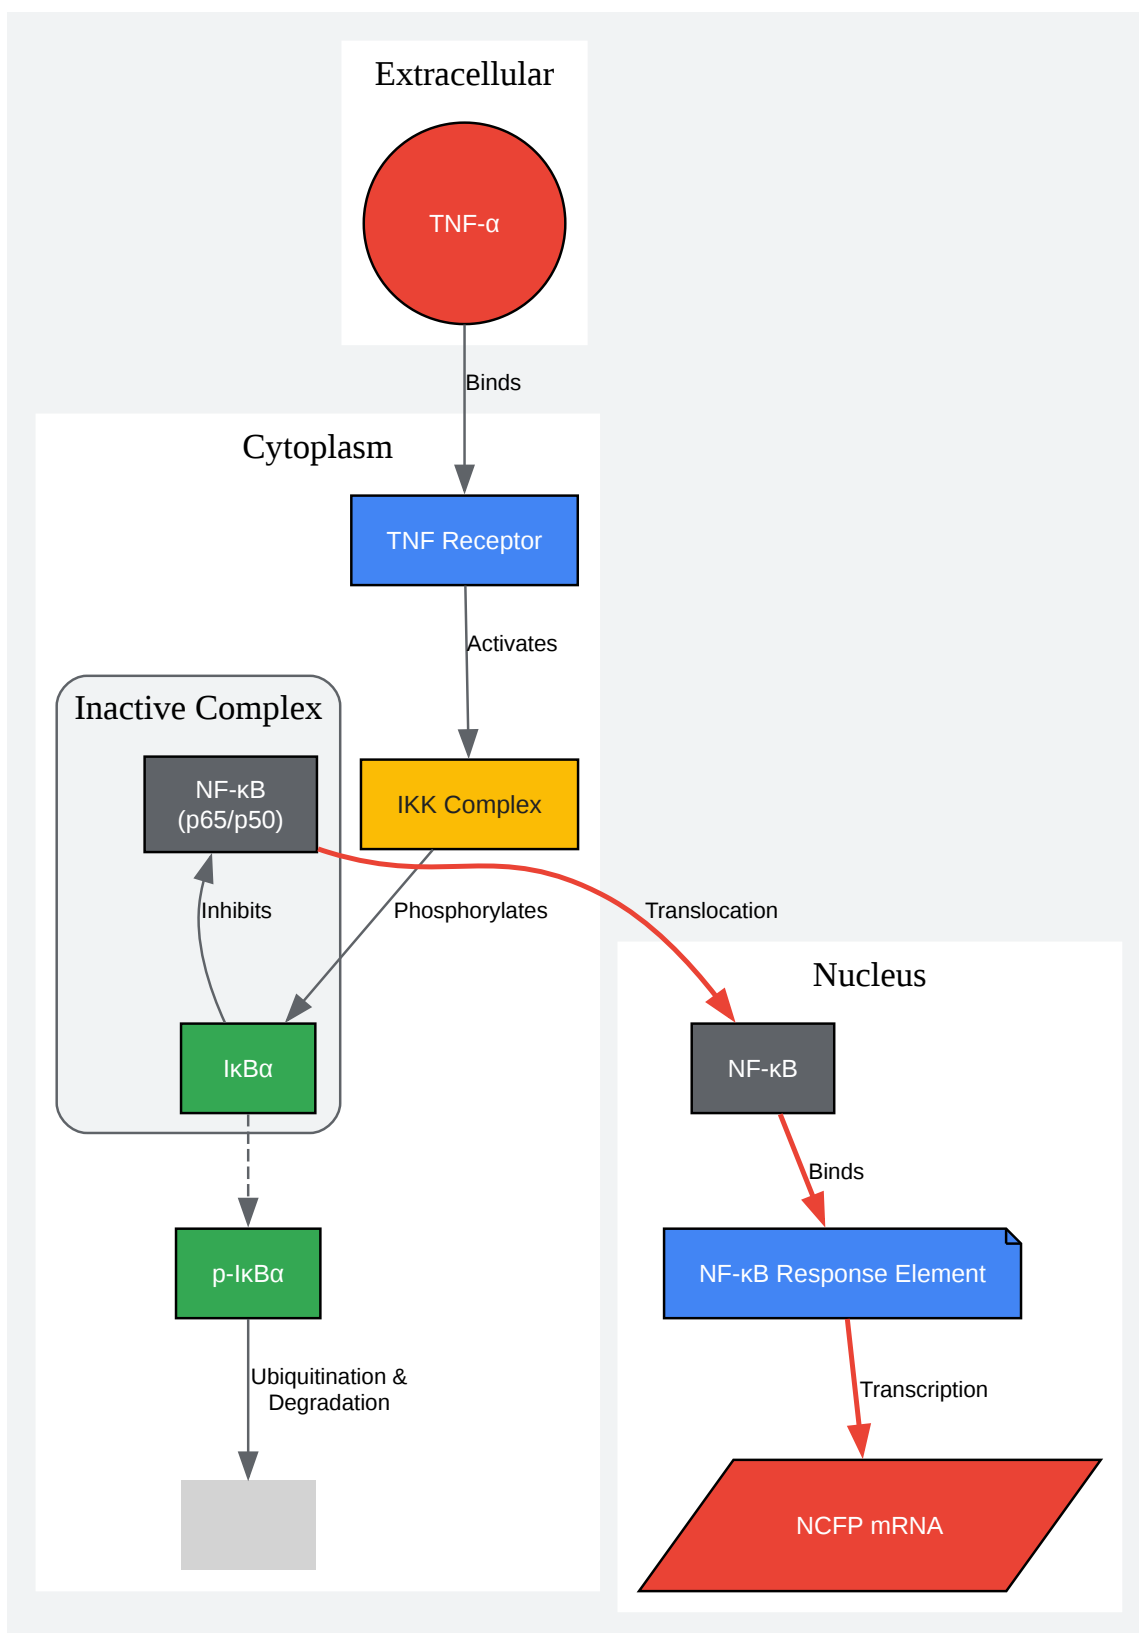 Extracellular
TNF-α
Binds
Cytoplasm
TNF Receptor
Activates
Inactive Complex
NF-κB
(p65/p50)
IKK Complex
Inhibits
Phosphorylates
Translocation
Nucleus
IκBα
NF-κB
Binds
p-IκBα
NF-κB Response Element
Ubiquitination &
Degradation
Transcription
NCFP mRNA